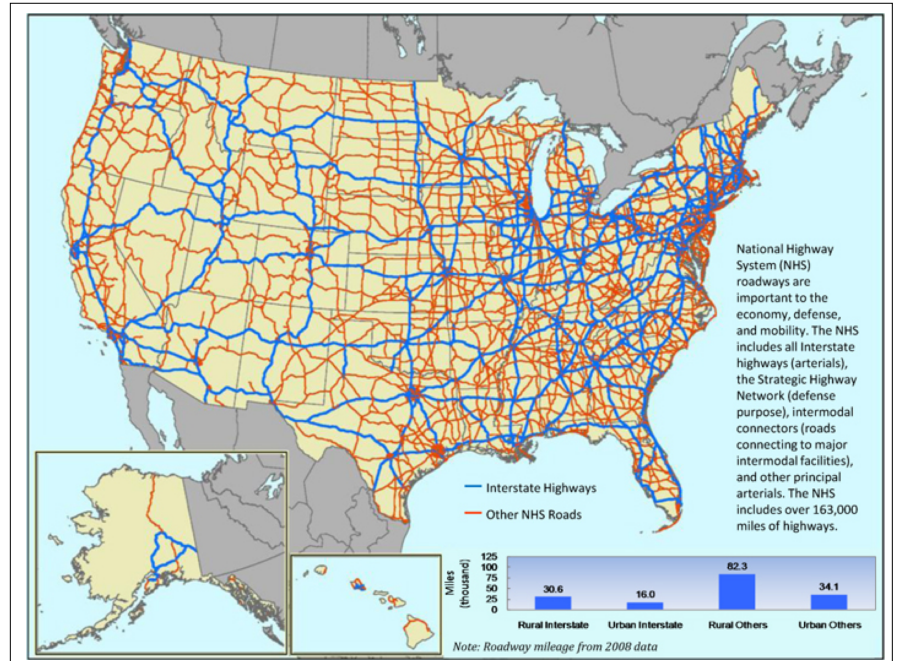 National Highway
System (NHS)
roadways are
important to the
economy, defense,
and mobility. The NHS
includes all Interstate
highways (arterials),
the Strategic Highway
Network (defense
purpose), intermodal
connectors (roads
connecting to major
intermodal facilities),
and other principal
arterials. The NHS
includes over 163,000
miles of highways.
Interstate Highways
Other NHS Roads
Miles
(thousand)
125
100
75
50
25
0
30.6
16.0
82.3
34.1
Rural Interstate
Urban Interstate
Rural Others
Urban Others
Note: Roadway mileage from 2008 data